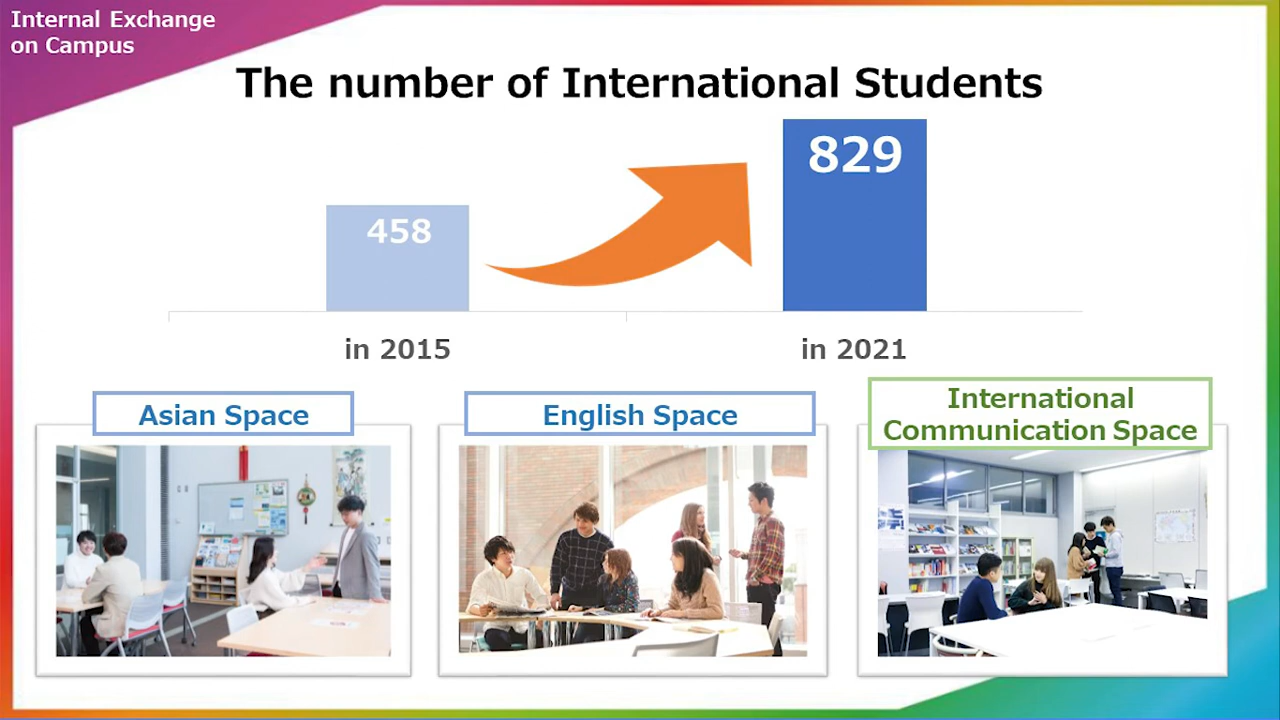 Internal Exchange
on Campus
The number of International Students
458
829
in 2015
in 2021
Asian Space
English Space
International
Communication Space